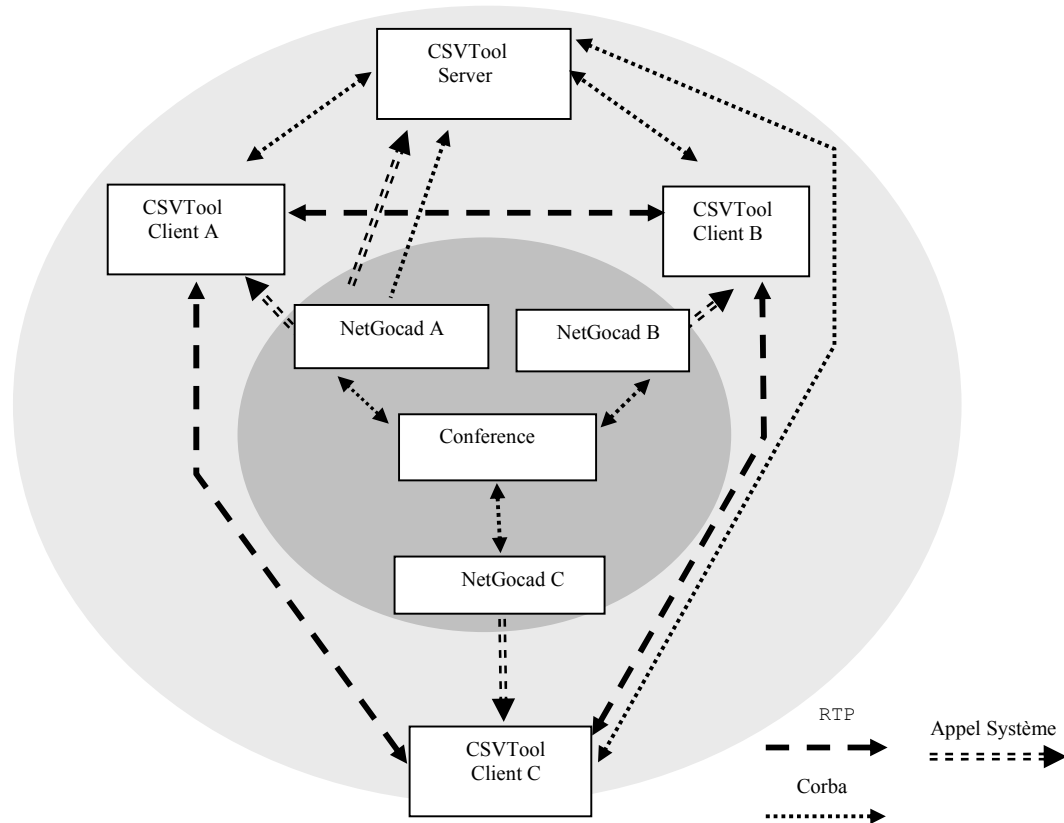 CSVTool
Server
CSVTool
Client A
CSVTool
Client B
NetGocad A
NetGocad B
Conference
NetGocad C
CSVTool
Client C
RTP
Appel Système
Corba